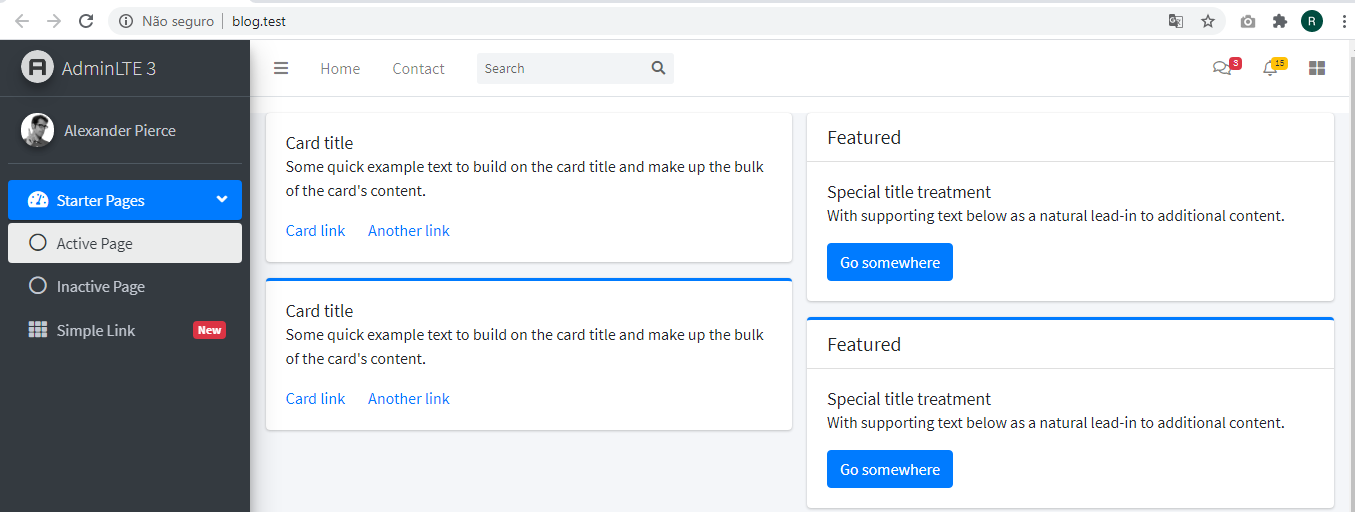 Não seguro
blog.test
R
AdminLTE 3
Home
Contact
Search
3
15
Alexander Pierce
Starter Pages
Active Page
Inactive Page
Simple Link
New
Card title
Some quick example text to build on the card title and make up the bulk
of the card's content.
Card link
Another link
Card title
Some quick example text to build on the card title and make up the bulk
of the card's content.
Card link
Another link
Featured
Special title treatment
With supporting text below as a natural lead-in to additional content.
Go somewhere
Featured
Special title treatment
With supporting text below as a natural lead-in to additional content.
Go somewhere